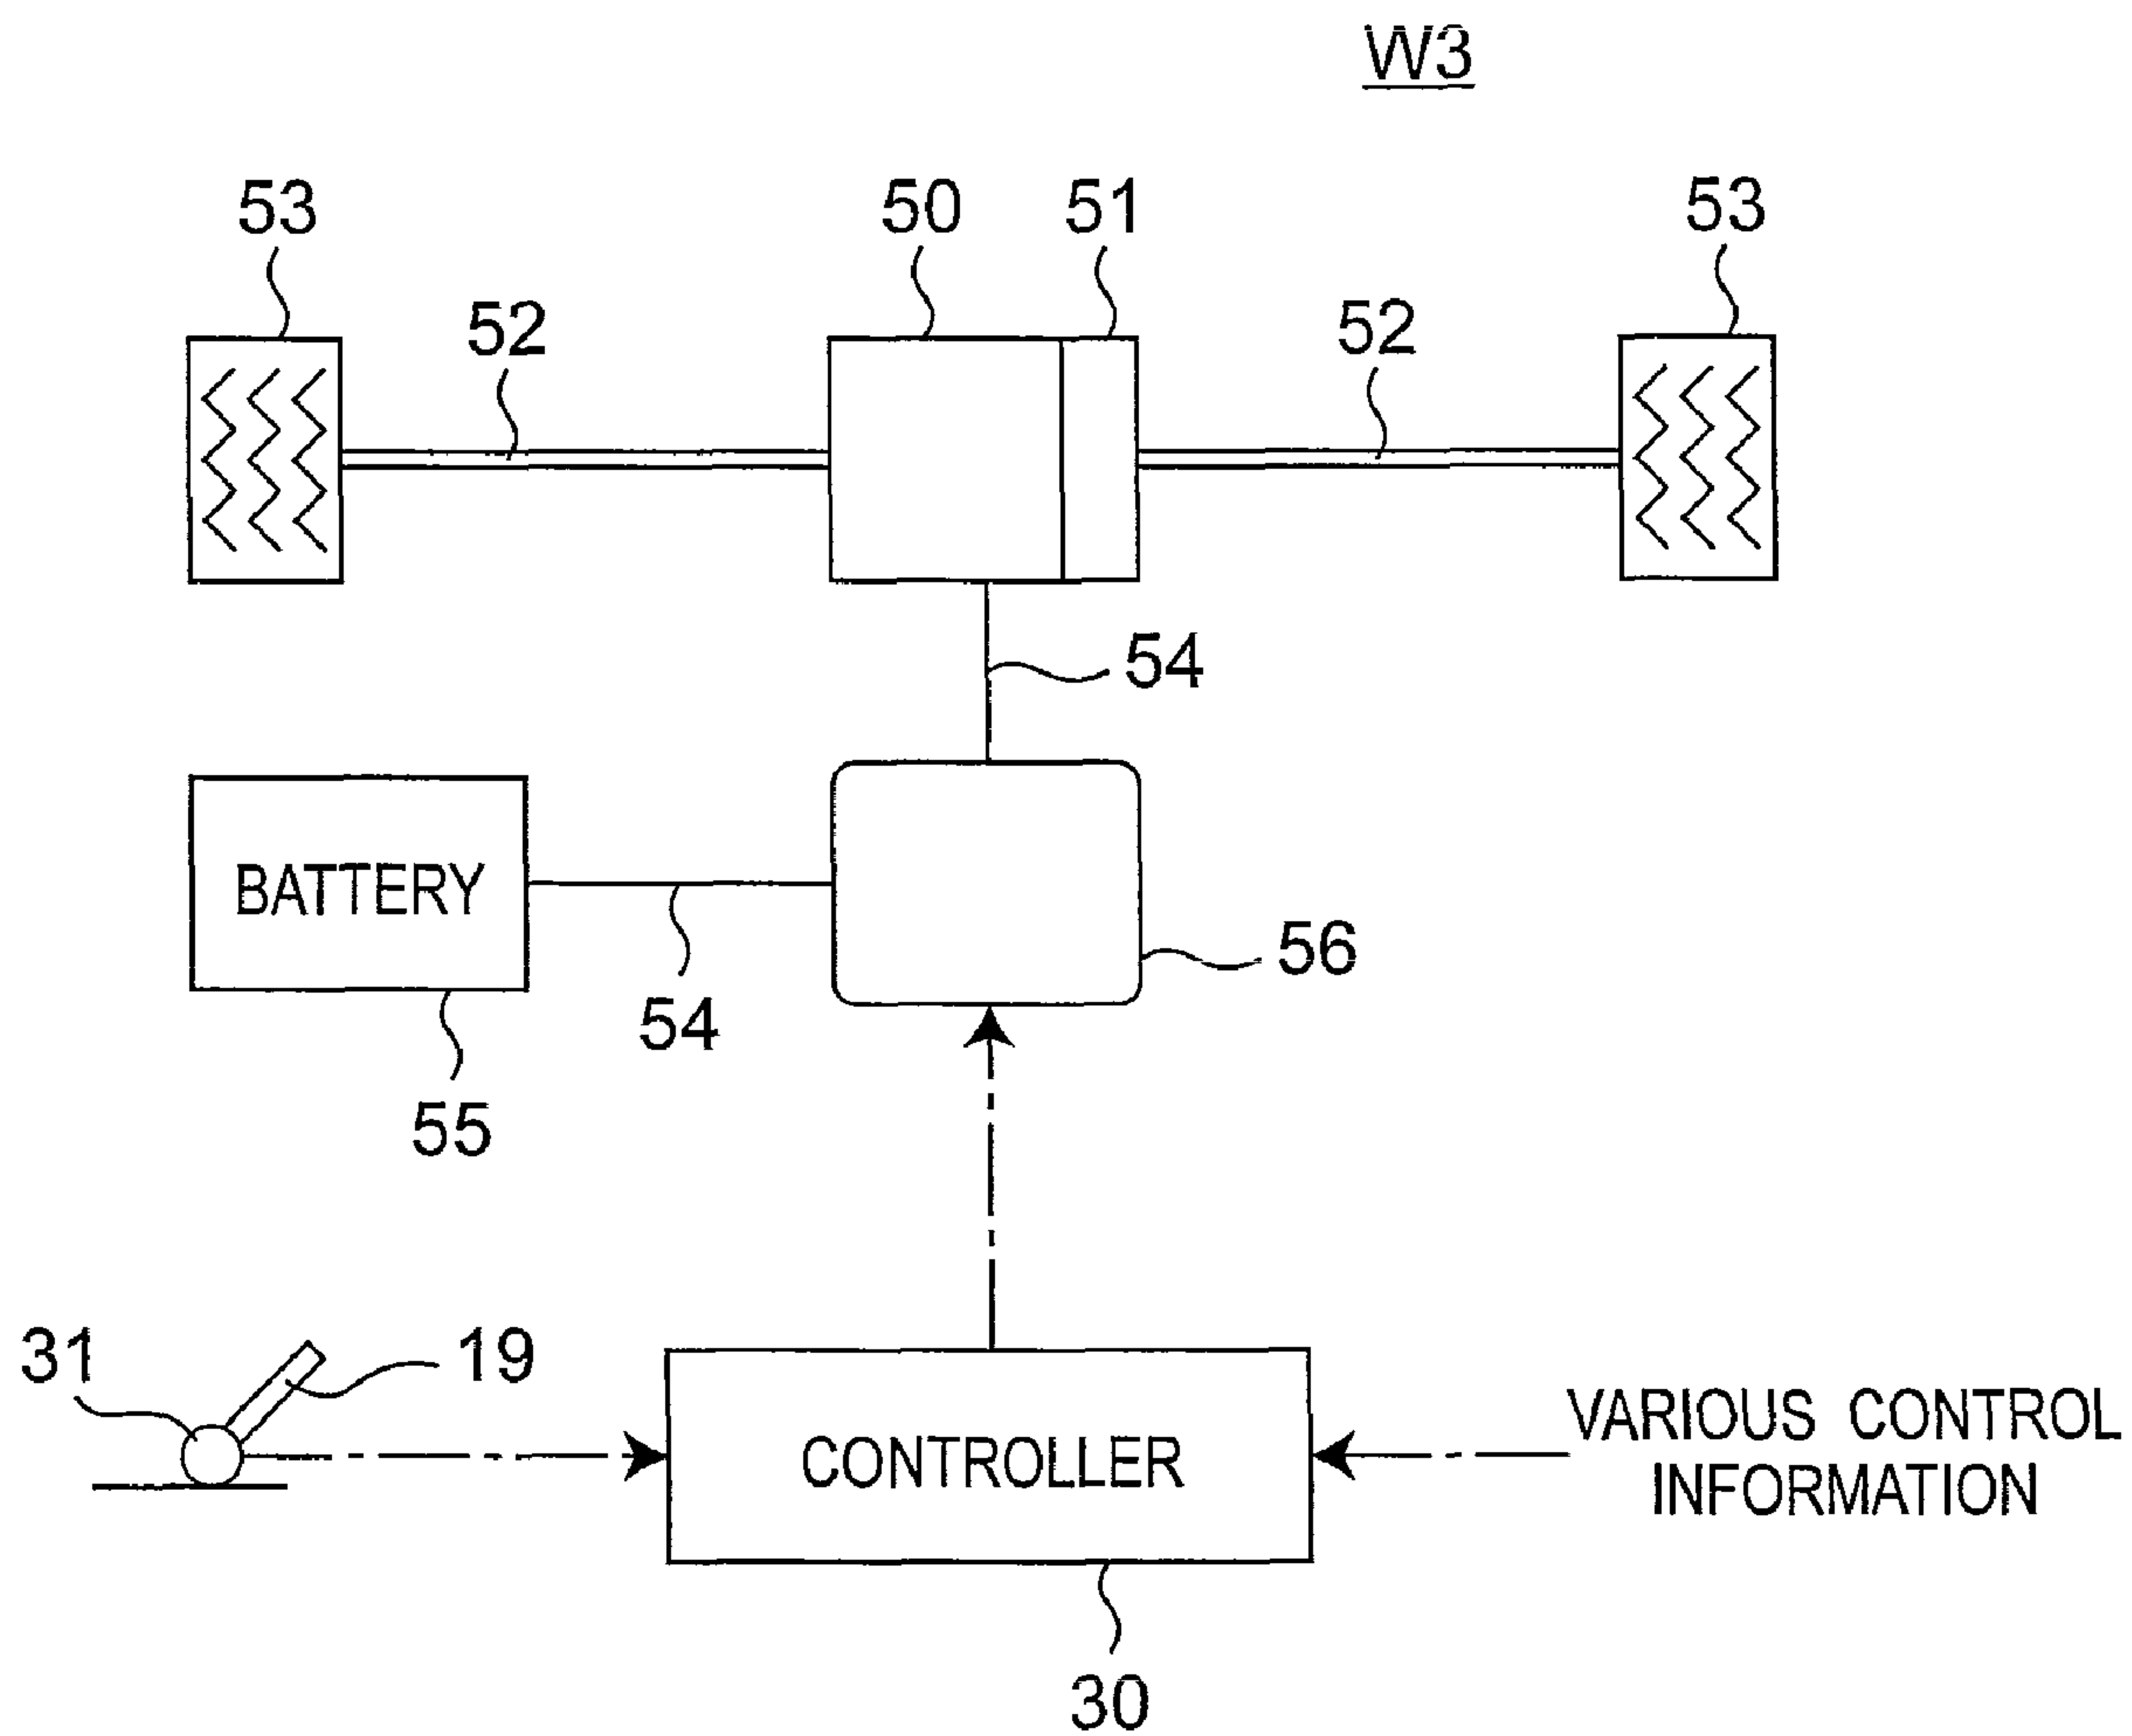 W3
53
50
51
53
52
52
54
BATTERY
56
54
55
31
19
VARIOUS CONTROL
INFORMATION
CONTROLLER
30